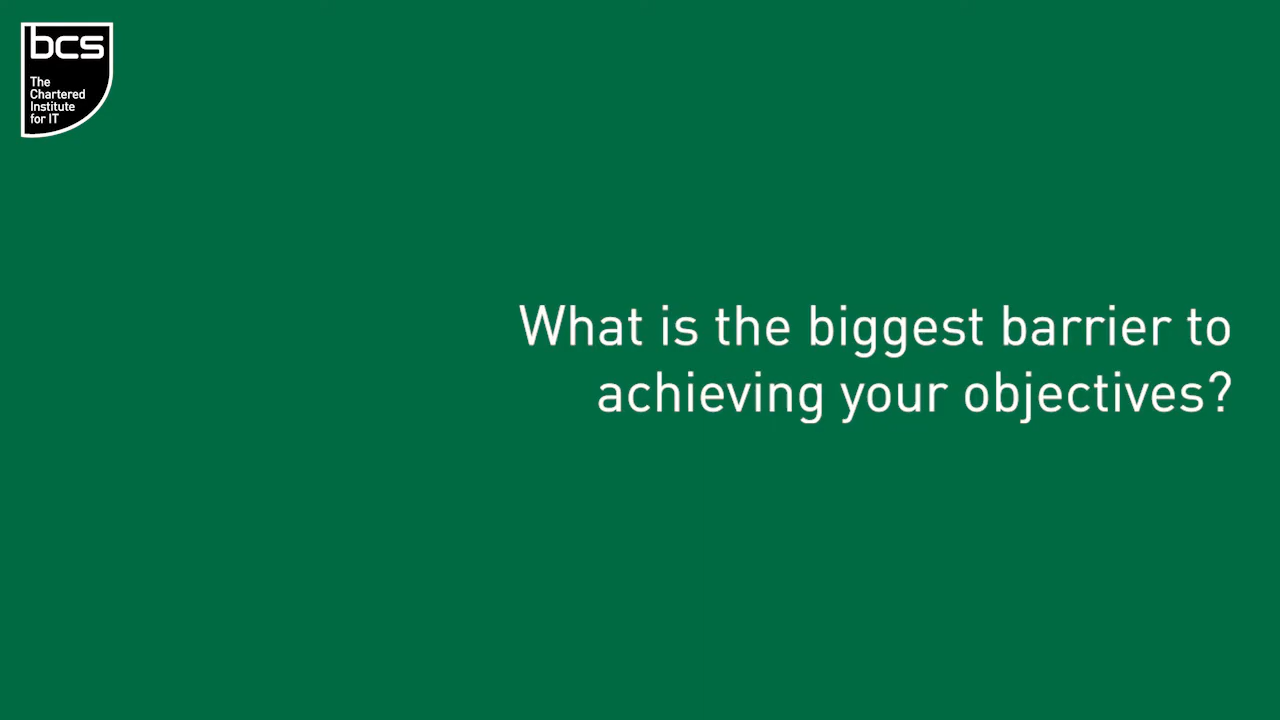 bcs
The
Chartered
Institute
for IT
What is the biggest barrier to
achieving your objectives?